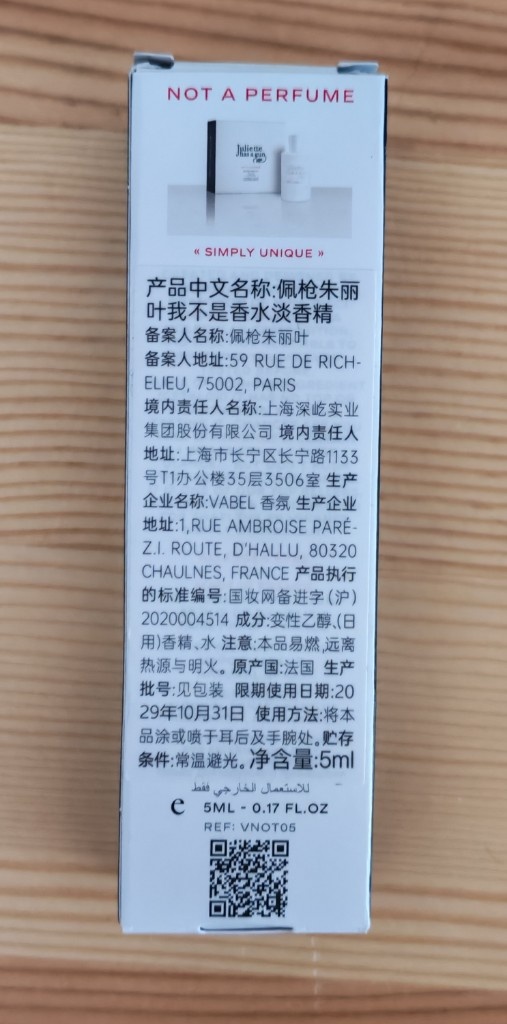 NOT A PERFUME
Juliette
has a gun
« SIMPLY UNIQUE »
产品中文名称:佩枪朱丽
叶我不是香水淡香精
备案人名称:佩枪朱丽叶
备案人地址:59 RUE DE RICH-
ELIEU, 75002, PARIS
境内责任人名称:上海深屹实业
集团股份有限公司 境内责任人
地址:上海市长宁区长宁路1133
号T1办公楼35层3506室 生产
企业名称:VABEL 香氛 生产企业
地址:1,RUE AMBROISE PARÉ-
Z.I. ROUTE, D'HALLU, 80320
CHAULNES, FRANCE 产品执行
的标准编号:国妆网备进字(沪)
2020004514 成分:变性乙醇、(日
用)香精、水 注意:本品易燃,远离
热源与明火。原产国:法国 生产
批号:见包装 限期使用日期:20
29年10月31日 使用方法:将本
品涂或喷于耳后及手腕处。贮存
条件:常温避光。净含量:5ml
للاستعمال الخارجي فقط
e 5ML - 0.17 FL.OZ
REF: VNOT05